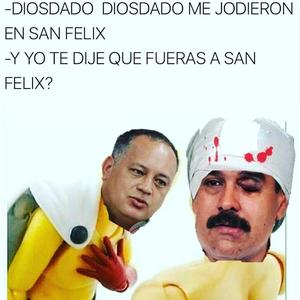 -DIOSDADO DIOSDADO ME JODIERON
EN SAN FELIX
-Y YO TE DIJE QUE FUERAS A SAN
FELIX?